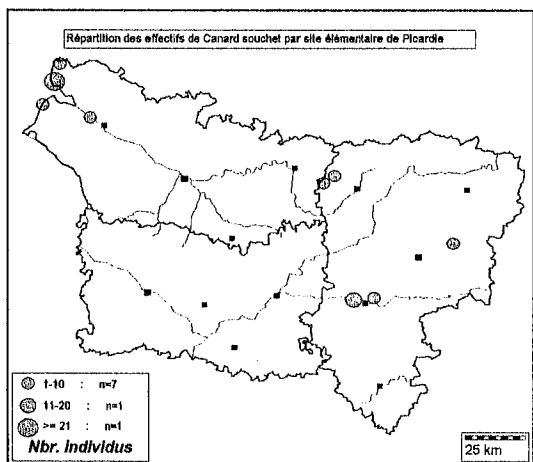 Répartition des effectifs de Canard souchet par site élémentaire de Picardie
1-10 : n=7
11-20 : n=1
>= 21 : n=1
Nbr. individus
25 km